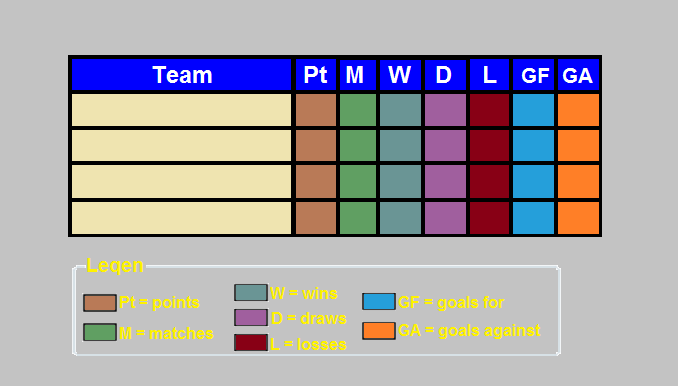 Team Pt M W D L GF GA
Leqen
Pt = points
M = matches
W = wins
D = draws
L = losses
GF = goals for
GA = goals against